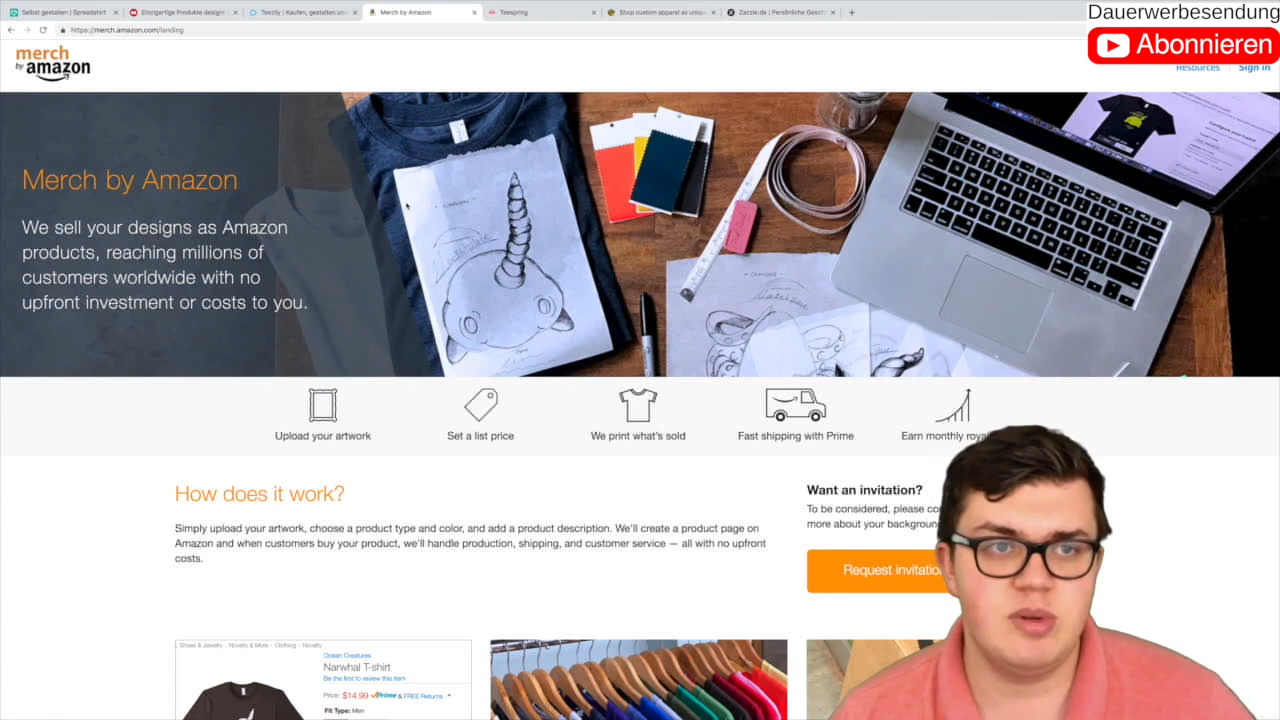 Selbst gestalten | Spreadshirt
Einzigartige Produkte design
Teezily | Kaufen, gestalten und
Merch by Amazon
Teespring
Shop custom apparel as uniqu
Zazzle.de | Persönliche Gesch
Dauerwerbesendung
https://merch.amazon.com/landing
Abonnieren
merch
by amazon
Resources
Sign in
Merch by Amazon
We sell your designs as Amazon
products, reaching millions of
customers worldwide with no
upfront investment or costs to you.
Upload your artwork
Set a list price
We print what's sold
Fast shipping with Prime
Earn monthly
How does it work?
Want an invitation?
To be considered, please
more about your
Simply upload your artwork, choose a product type and color, and add a product description. We'll create a product page on
Amazon and when customers buy your product, we'll handle production, shipping, and customer service — all with no upfront
costs.
Request
Shoes & Jewelry › Novelty & More › Clothing › Novelty
Ocean Creatures
Narwhal T-shirt
Be the first to review this item
Price: $14.99 Prime & FREE Returns
Fit Type: Men